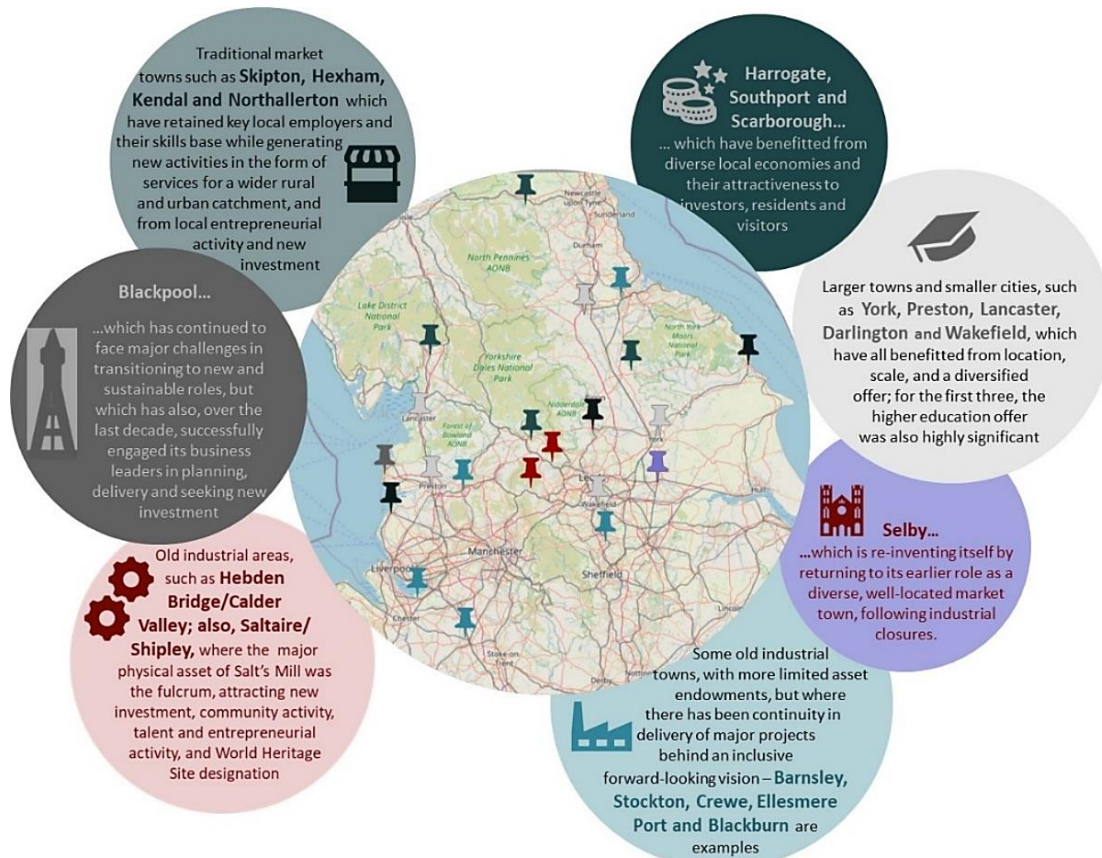 Traditional market
towns such as Skipton, Hexham,
Kendal and Northallerton which
have retained key local employers and
their skills base while generating
new activities in the form of
services for a wider rural
and urban catchment, and
from local entrepreneurial
activity and new
investment
Harrogate,
Southport and
Scarborough...
... which have benefitted from
diverse local economies and
their attractiveness to
investors, residents and
visitors
Blackpool...
...which has continued to
face major challenges in
transitioning to new and
sustainable roles, but
which has also, over the
last decade, successfully
engaged its business
leaders in planning,
delivery and seeking new
investment
Larger towns and smaller cities, such
as York, Preston, Lancaster,
Darlington and Wakefield, which
have all benefitted from location,
scale, and a diversified
offer; for the first three, the
higher education offer
was also highly significant
Selby...
...which is re-inventing itself by
returning to its earlier role as a
diverse, well-located market
town, following industrial
closures.
Old industrial areas,
such as Hebden
Bridge/Calder
Valley; also, Saltaire/
Shipley, where the major
physical asset of Salt's Mill was
the fulcrum, attracting new
investment, community activity,
talent and entrepreneurial
activity, and World Heritage
Site designation
Some old industrial
towns, with more limited asset
endowments, but where
there has been continuity in
delivery of major projects
behind an inclusive
forward-looking vision – Barnsley,
Stockton, Crewe, Ellesmere
Port and Blackburn are
examples
Newcastle
upon Tyne
Sunderland
Durham
North Pennines
AONB
Lake District
National
Park
North York
Moors
National
Park
Yorkshire
Dales National
Park
Nidderdale
AONB
Lancaster
Forest of
Bowland
AONB
York
Preston
Wakefield
Hull
Manchester
Liverpool
Sheffield
Chester
Lincoln
Stoke-on-
Trent
Derby